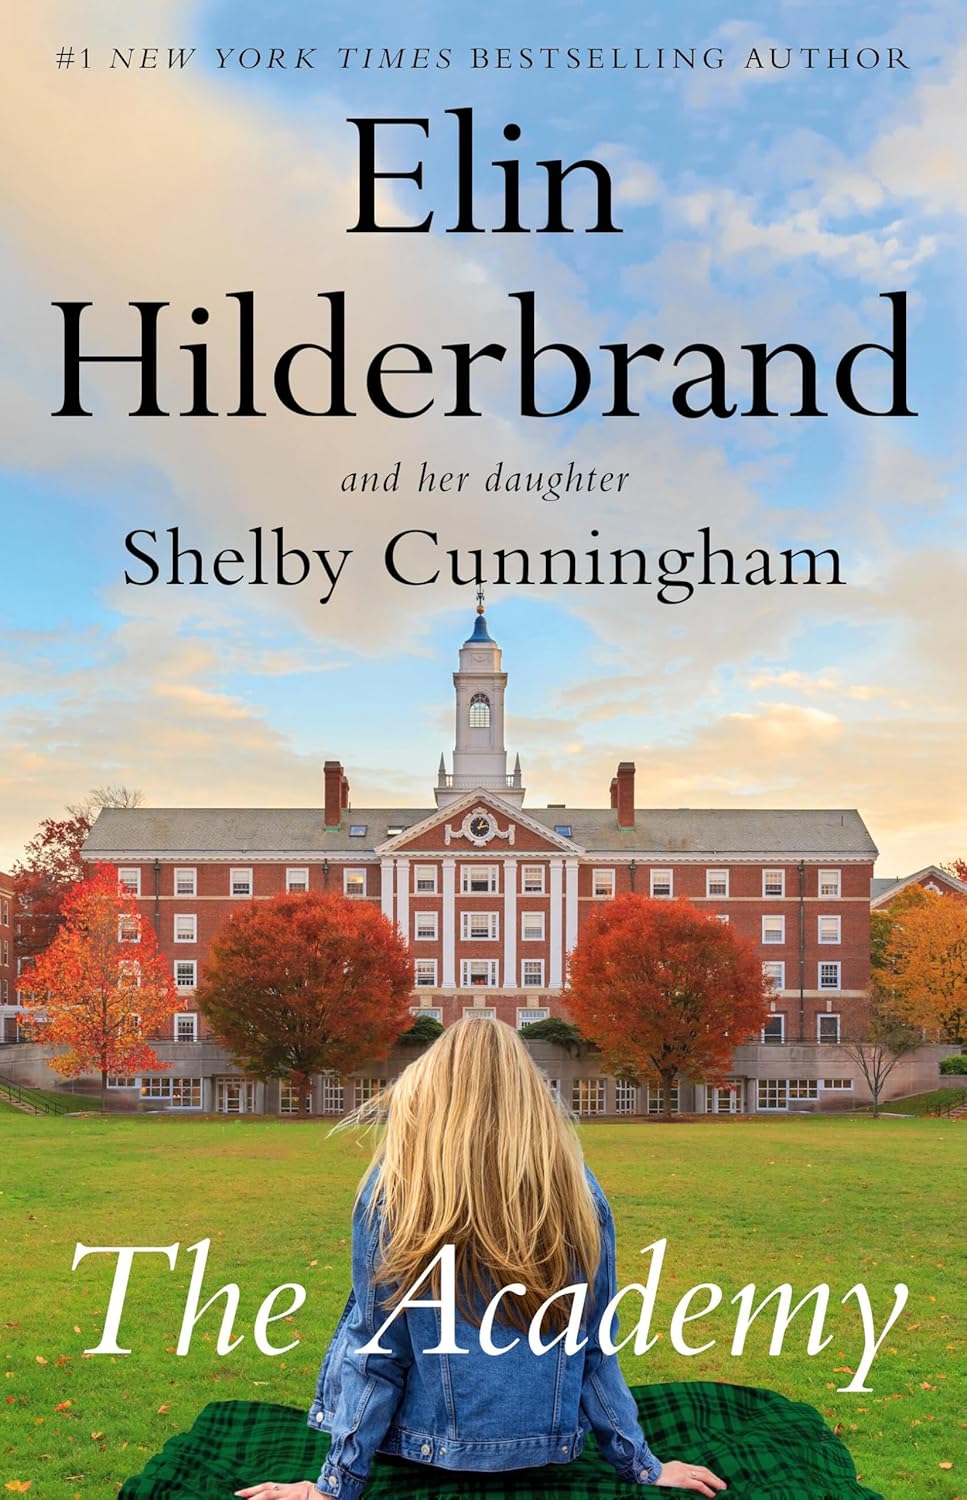 #1 NEW YORK TIMES BESTSELLING AUTHOR
Elin
Hilderbrand
and her daughter
Shelby Cunningham
The Academy